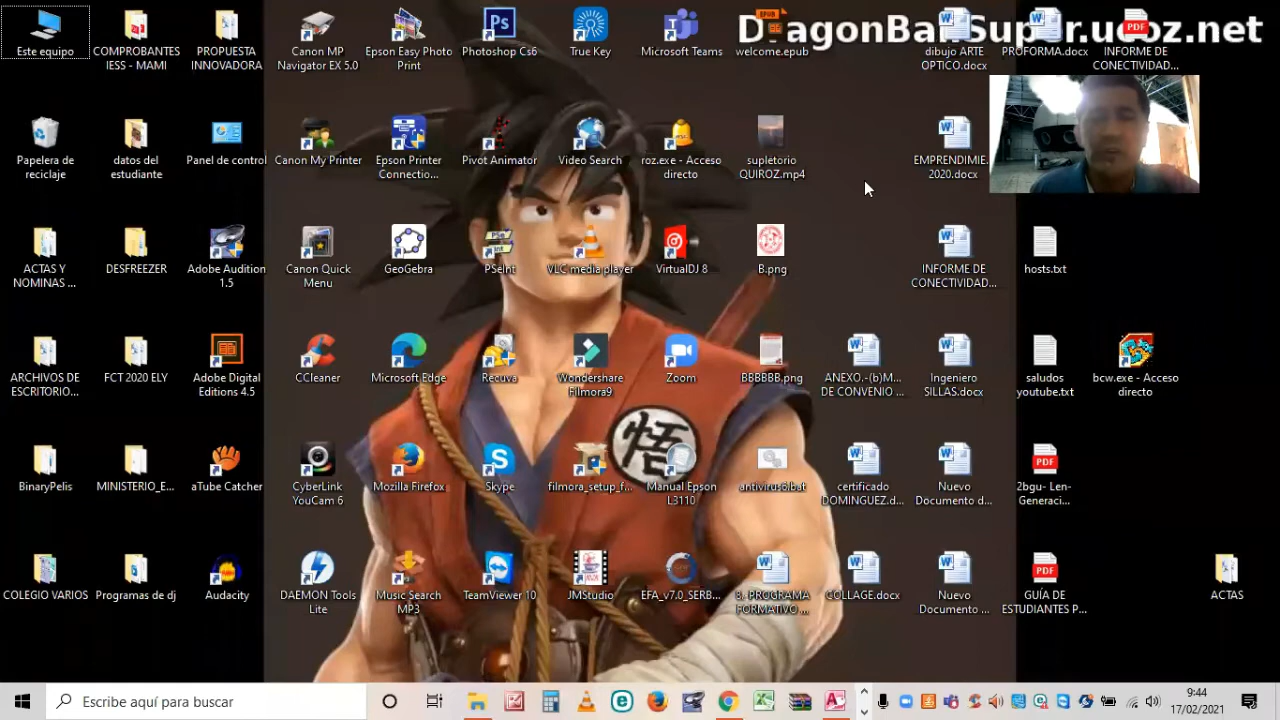 DragonBallSuper.ucoz.net
Este equipo
COMPROBANTES
IESS - MAMI
PROPUESTA
INNOVADORA
Canon MP
Navigator EX 5.0
Epson Easy Photo
Print
Photoshop Cs6
True Key
Microsoft Teams
welcome.epub
dibujo ARTE
OPTICO.docx
PROFORMA.docx
INFORME DE
CONECTIVIDAD...
Papelera de
reciclaje
datos del
estudiante
Panel de control
Canon My Printer
Epson Printer
Connectio...
Pivot Animator
Video Search
roz.exe - Acceso
directo
supletorio
QUIROZ.mp4
EMPRENDIMIE...
2020.docx
ACTAS Y
NOMINAS ...
DESFREEZER
Adobe Audition
1.5
Canon Quick
Menu
GeoGebra
PSeInt
VLC media player
VirtualDJ 8
B.png
INFORME DE
CONECTIVIDAD...
hosts.txt
ARCHIVOS DE
ESCRITORIO...
FCT 2020 ELY
Adobe Digital
Editions 4.5
CCleaner
Microsoft Edge
Recuva
Wondershare
Filmora9
Zoom
BBBBBB.png
ANEXO.-(b)M...
DE CONVENIO ...
Ingeniero
SILLAS.docx
saludos
youtube.txt
bcw.exe - Acceso
directo
BinaryPelis
MINISTERIO_E...
aTube Catcher
CyberLink
YouCam 6
Mozilla Firefox
Skype
filmora_setup_f...
Manual Epson
L3110
antivirus6.bat
certificado
DOMINGUEZ.d...
Nuevo
Documento d...
2bgu- Len-
Generaci...
COLEGIO VARIOS
Programas de dj
Audacity
DAEMON Tools
Lite
Music Search
MP3
TeamViewer 10
JMStudio
EFA_v7.0_SERB...
8.-PROGRAMA
FORMATIVO ...
COLLAGE.docx
Nuevo
Documento ...
GUÍA DE
ESTUDIANTES P...
ACTAS
Escribe aquí para buscar
9:44
17/02/2021